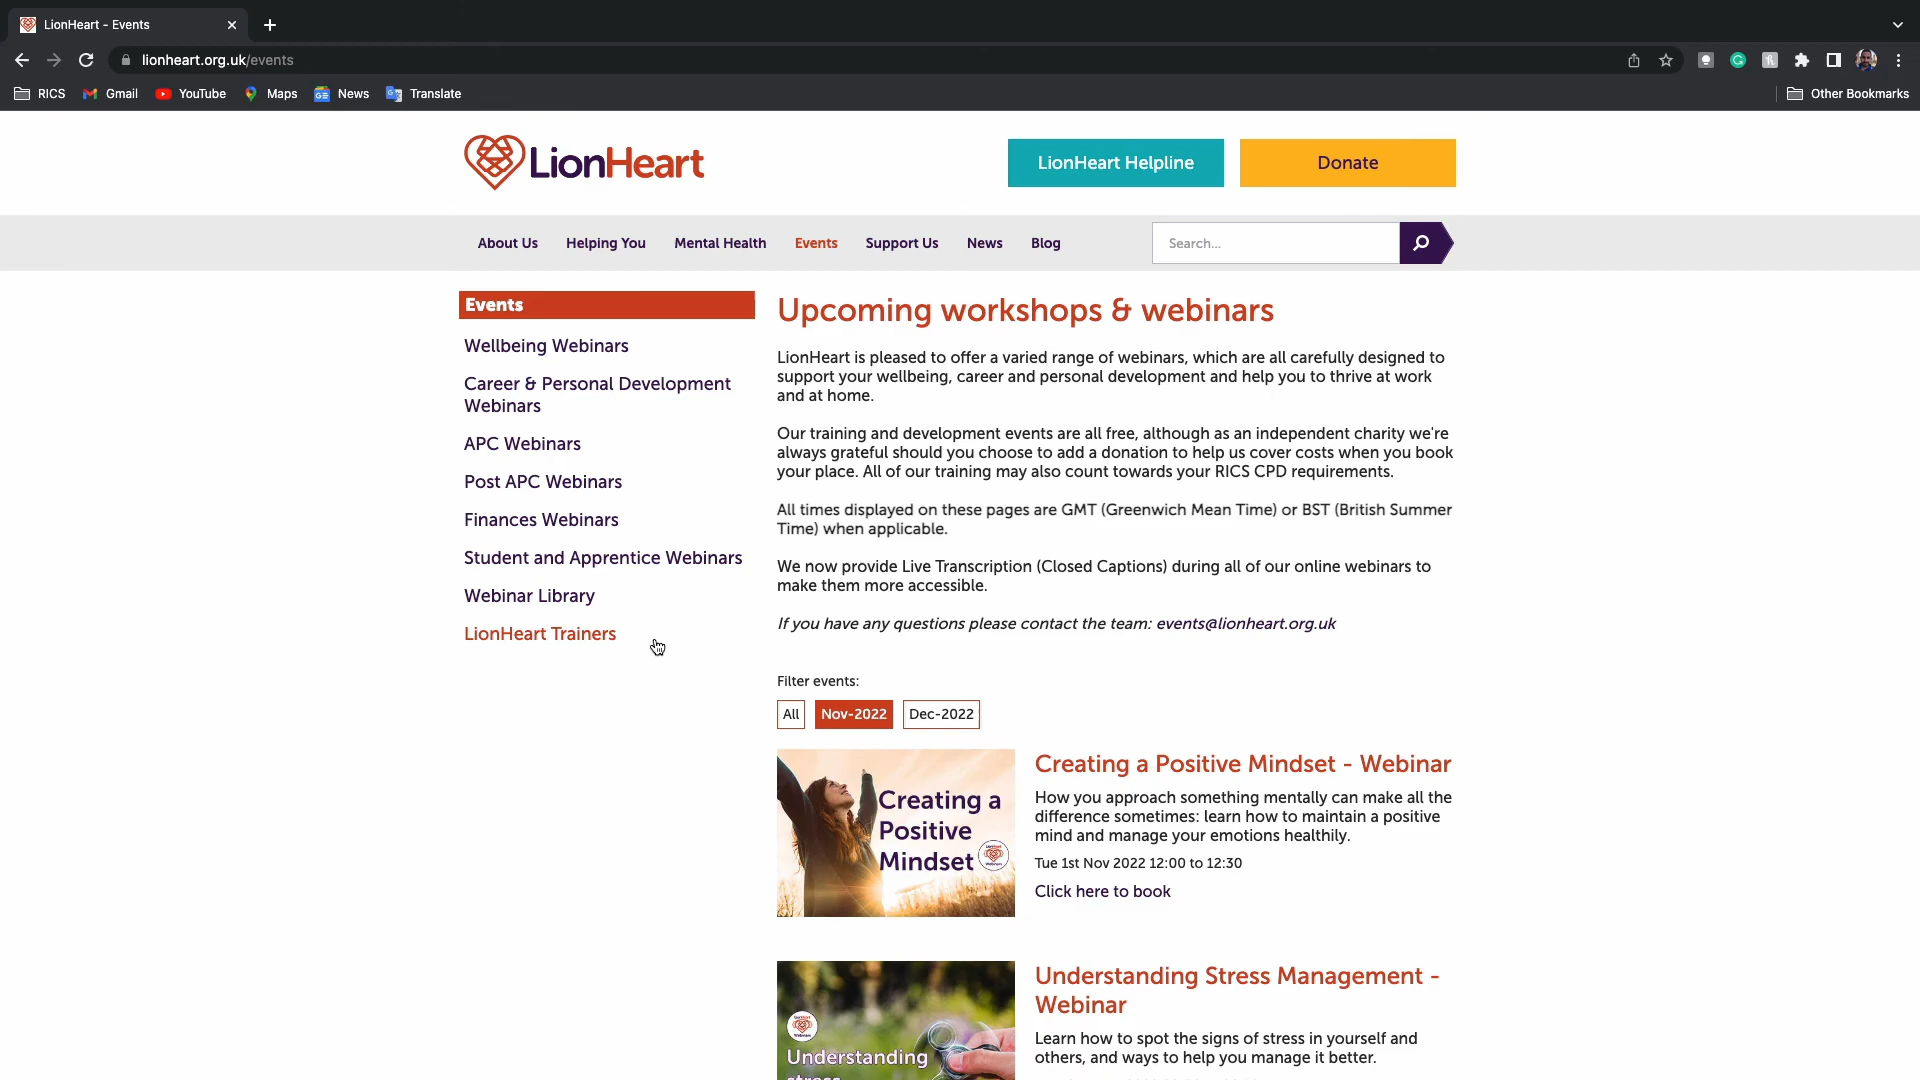 LionHeart - Events
lionheart.org.uk/events
RICS
Gmail
YouTube
Maps
News
Translate
Other Bookmarks
LionHeart
LionHeart Helpline
Donate
About Us
Helping You
Mental Health
Events
Support Us
News
Blog
Search...
Events
Wellbeing Webinars
Career & Personal Development
Webinars
APC Webinars
Post APC Webinars
Finances Webinars
Student and Apprentice Webinars
Webinar Library
LionHeart Trainers
Upcoming workshops & webinars
LionHeart is pleased to offer a varied range of webinars, which are all carefully designed to
support your wellbeing, career and personal development and help you to thrive at work
and at home.
Our training and development events are all free, although as an independent charity we're
always grateful should you choose to add a donation to help us cover costs when you book
your place. All of our training may also count towards your RICS CPD requirements.
All times displayed on these pages are GMT (Greenwich Mean Time) or BST (British Summer
Time) when applicable.
We now provide Live Transcription (Closed Captions) during all of our online webinars to
make them more accessible.
If you have any questions please contact the team: events@lionheart.org.uk
Filter events:
All
Nov-2022
Dec-2022
Creating a
Positive
Mindset
Creating a Positive Mindset - Webinar
How you approach something mentally can make all the
difference sometimes: learn how to maintain a positive
mind and manage your emotions healthily.
Tue 1st Nov 2022 12:00 to 12:30
Click here to book
Understanding
Understanding Stress Management -
Webinar
Learn how to spot the signs of stress in yourself and
others, and ways to help you manage it better.